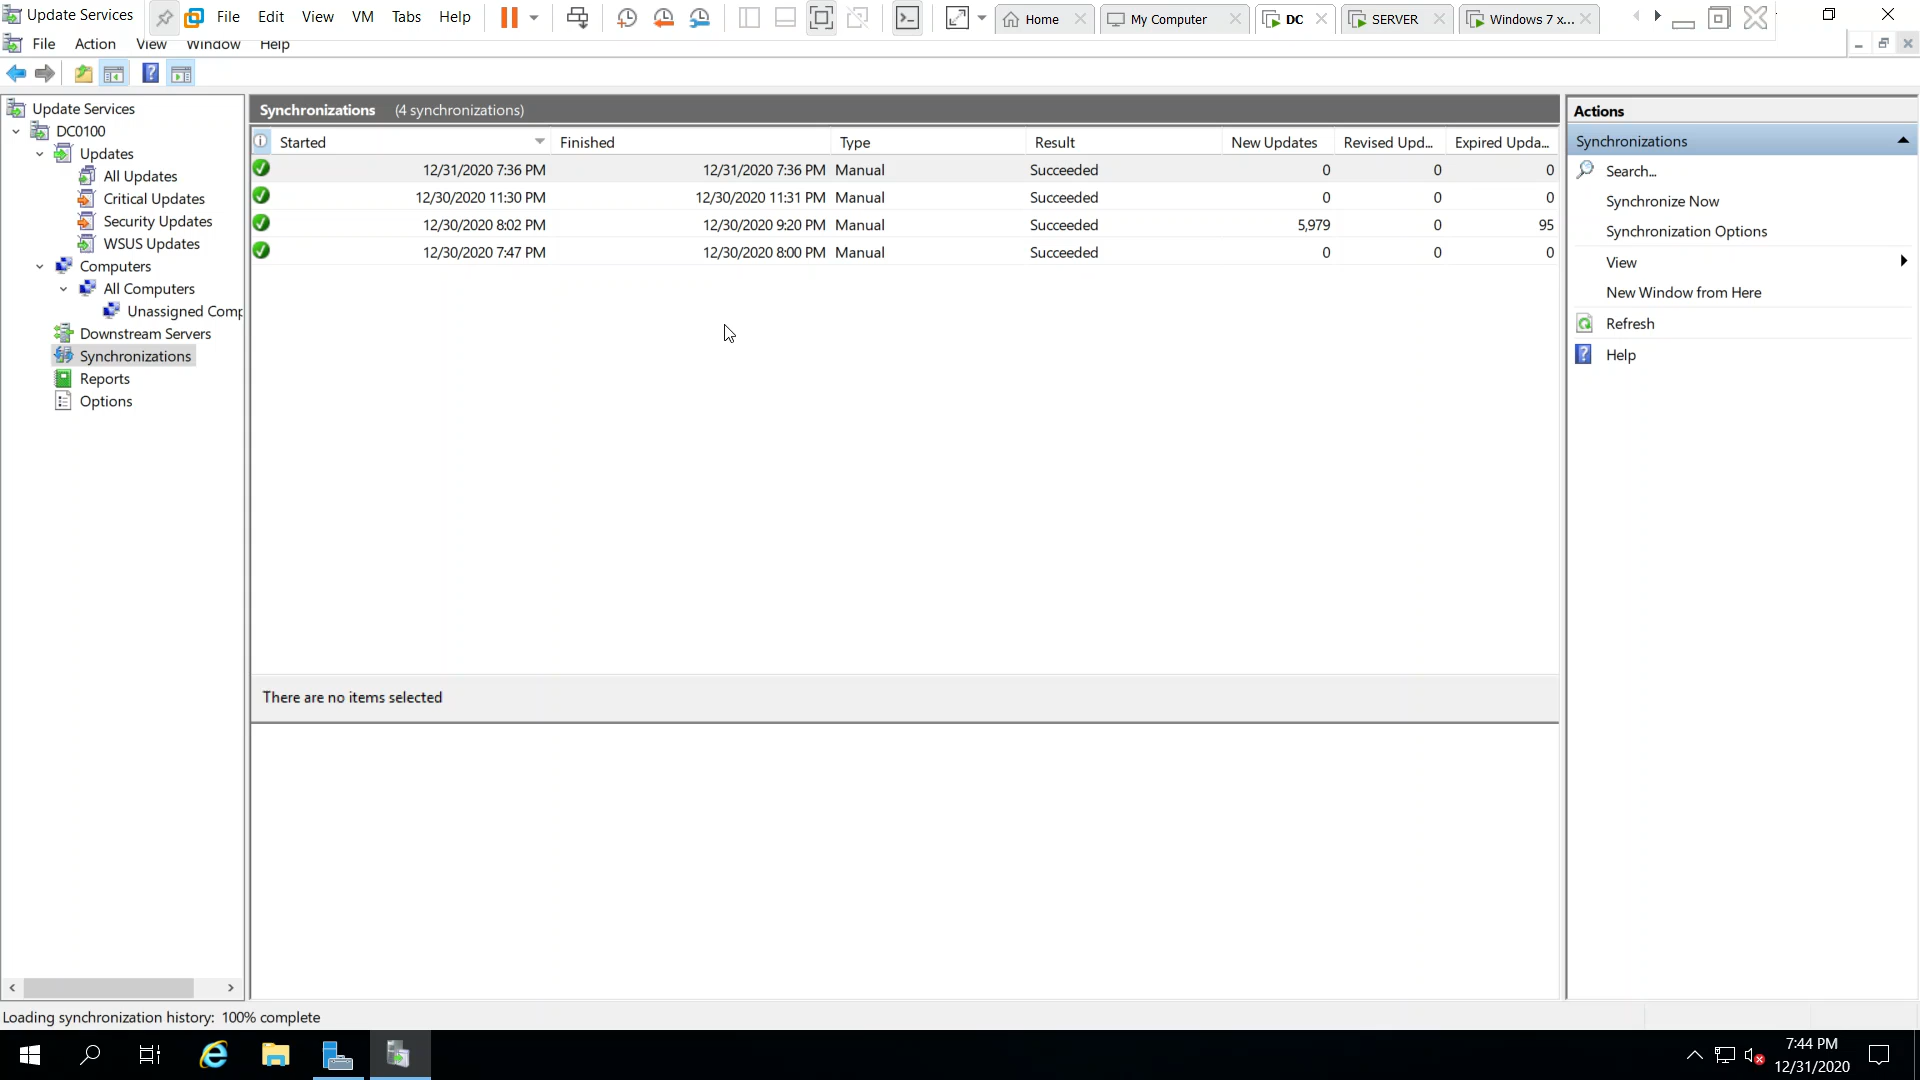 Update Services File Edit View VM Tabs Help Home My Computer DC SERVER Windows 7 x...
File Action View Window Help
Update Services
DC0100
Updates
All Updates
Critical Updates
Security Updates
WSUS Updates
Computers
All Computers
Unassigned Comp
Downstream Servers
Synchronizations
Reports
Options
Synchronizations (4 synchronizations)
Started Finished Type Result New Updates Revised Upd... Expired Upda...
12/31/2020 7:36 PM 12/31/2020 7:36 PM Manual Succeeded 0 0 0
12/30/2020 11:30 PM 12/30/2020 11:31 PM Manual Succeeded 0 0 0
12/30/2020 8:02 PM 12/30/2020 9:20 PM Manual Succeeded 5,979 0 95
12/30/2020 7:47 PM 12/30/2020 8:00 PM Manual Succeeded 0 0 0
There are no items selected
Actions
Synchronizations
Search...
Synchronize Now
Synchronization Options
View
New Window from Here
Refresh
Help
Loading synchronization history: 100% complete
7:44 PM
12/31/2020